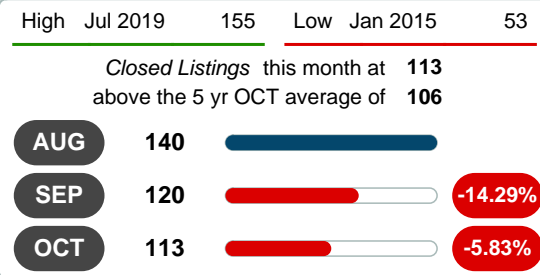 High Jul 2019 155 Low Jan 2015 53
Closed Listings this month at 113
above the 5 yr OCT average of 106
AUG 140
SEP 120 -14.29%
OCT 113 -5.83%